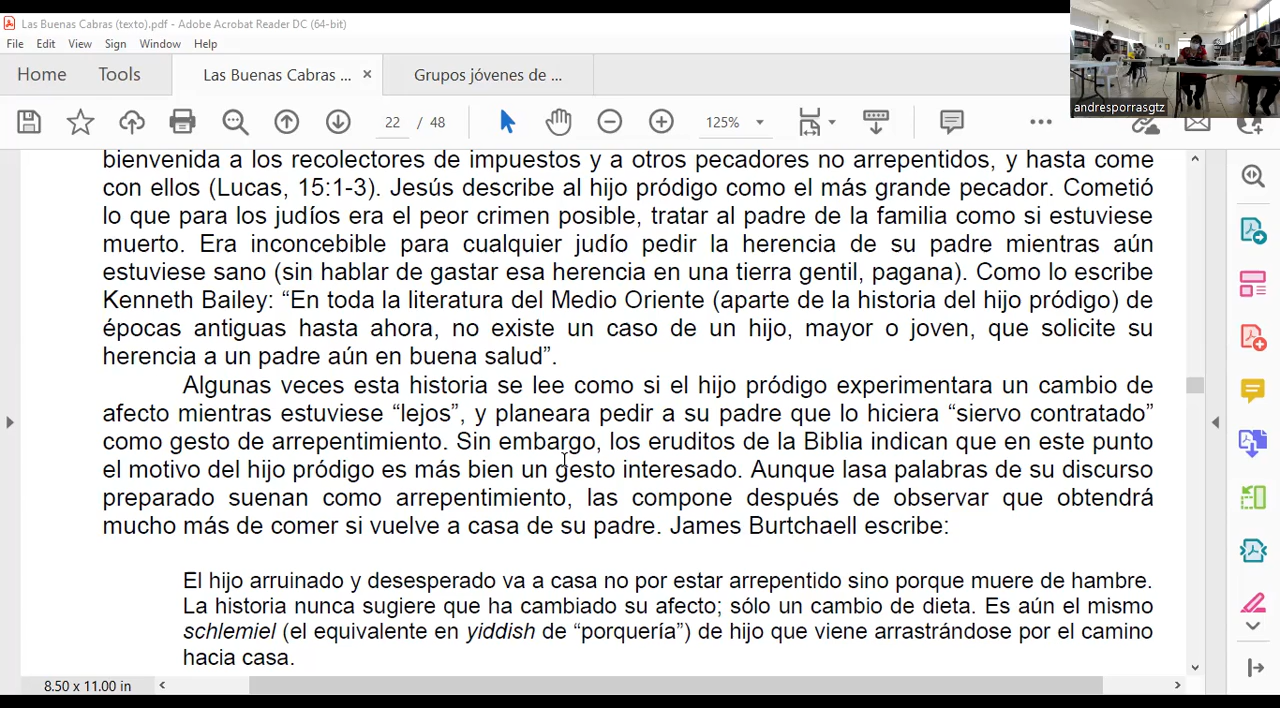 Las Buenas Cabras (texto).pdf - Adobe Acrobat Reader DC (64-bit)
File Edit View Sign Window Help
Home Tools Las Buenas Cabras ... × Grupos jóvenes de ...
22 / 48 125%
andresporrasgtz
bienvenida a los recolectores de impuestos y a otros pecadores no arrepentidos, y hasta come
con ellos (Lucas, 15:1-3). Jesús describe al hijo pródigo como el más grande pecador. Cometió
lo que para los judíos era el peor crimen posible, tratar al padre de la familia como si estuviese
muerto. Era inconcebible para cualquier judío pedir la herencia de su padre mientras aún
estuviese sano (sin hablar de gastar esa herencia en una tierra gentil, pagana). Como lo escribe
Kenneth Bailey: “En toda la literatura del Medio Oriente (aparte de la historia del hijo pródigo) de
épocas antiguas hasta ahora, no existe un caso de un hijo, mayor o joven, que solicite su
herencia a un padre aún en buena salud”.
Algunas veces esta historia se lee como si el hijo pródigo experimentara un cambio de
afecto mientras estuviese “lejos”, y planeara pedir a su padre que lo hiciera “siervo contratado”
como gesto de arrepentimiento. Sin embargo, los eruditos de la Biblia indican que en este punto
el motivo del hijo pródigo es más bien un gesto interesado. Aunque lasa palabras de su discurso
preparado suenan como arrepentimiento, las compone después de observar que obtendrá
mucho más de comer si vuelve a casa de su padre. James Burtchaell escribe:
El hijo arruinado y desesperado va a casa no por estar arrepentido sino porque muere de hambre.
La historia nunca sugiere que ha cambiado su afecto; sólo un cambio de dieta. Es aún el mismo
schlemiel (el equivalente en yiddish de “porquería”) de hijo que viene arrastrándose por el camino
hacia casa.
8.50 x 11.00 in